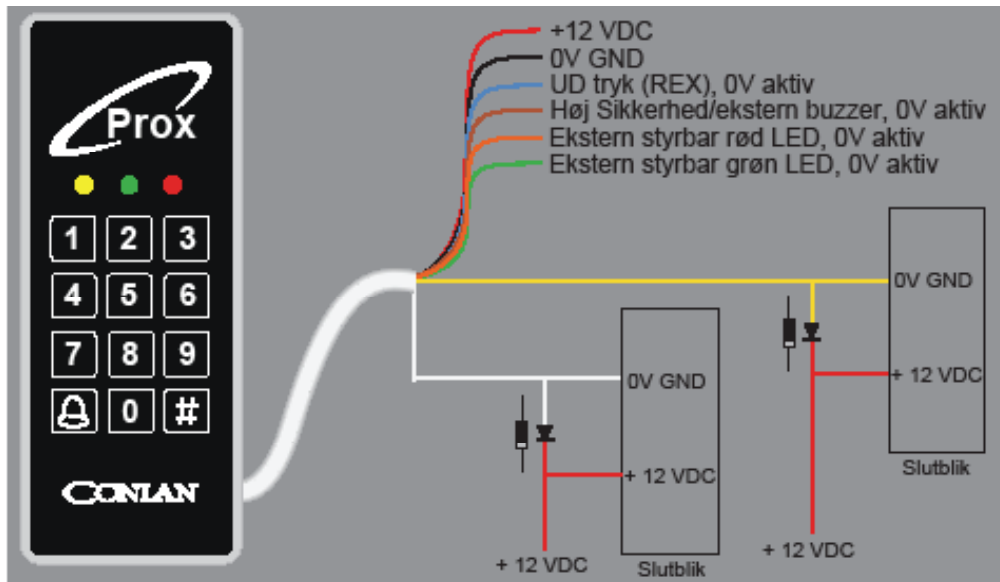 Prox
1 2 3
4 5 6
7 8 9
0 #
CONLAN
+12 VDC
0V GND
UD tryk (REX), 0V aktiv
Høj Sikkerhed/ekstern buzzer, 0V aktiv
Ekstern styrbar rød LED, 0V aktiv
Ekstern styrbar grøn LED, 0V aktiv
0V GND
+ 12 VDC
Slutblik
+ 12 VDC
0V GND
+ 12 VDC
Slutblik
+ 12 VDC